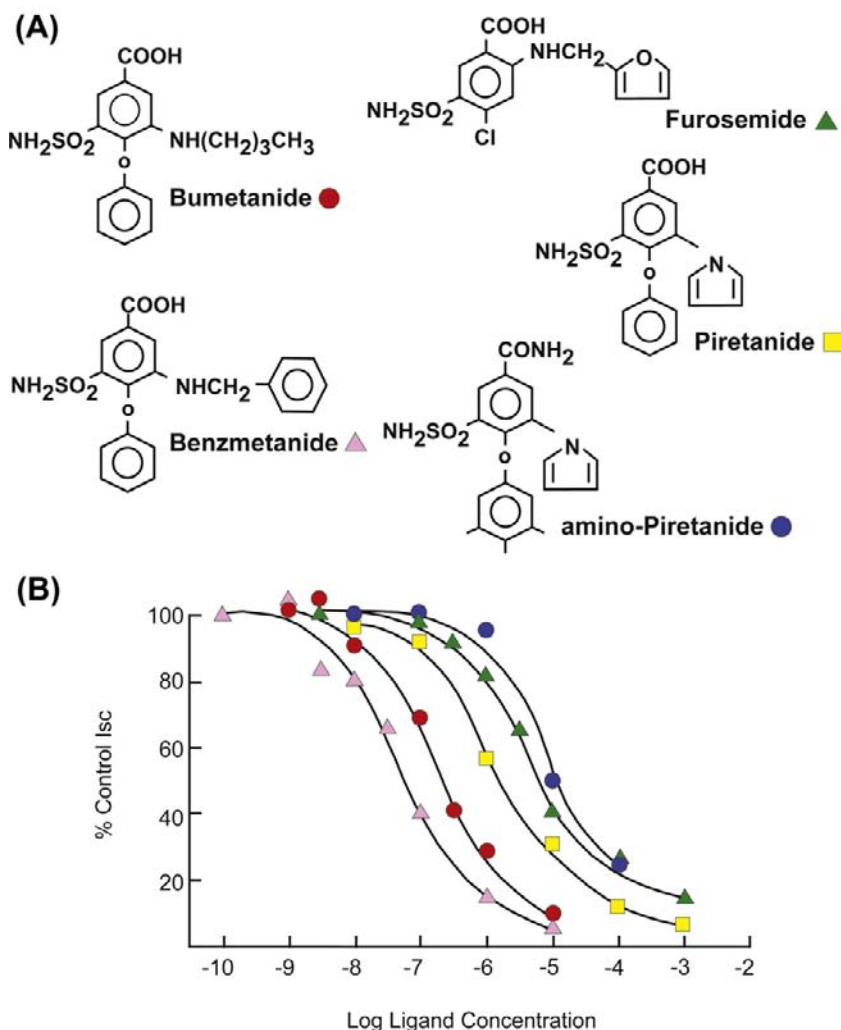 (A)
COOH
NH₂SO₂
NH(CH₂)₃CH₃
o
Bumetanide
COOH
NHCH₂
O
NH₂SO₂
Cl
Furosemide
COOH
NH₂SO₂
N
o
Piretanide
COOH
NH₂SO₂
NHCH₂
o
Benzmetanide
CONH₂
NH₂SO₂
N
o
amino-Piretanide
(B)
100
80
60
40
20
% Control Isc
-10 -9 -8 -7 -6 -5 -4 -3 -2
Log Ligand Concentration